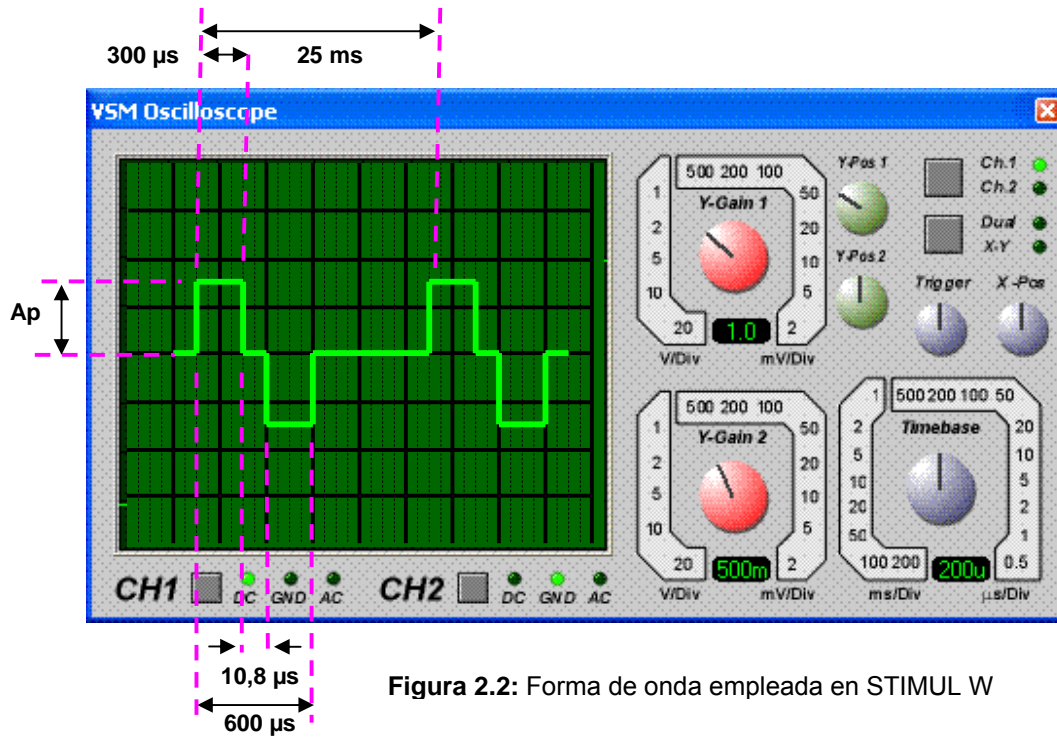 300 µs
25 ms
VSM Oscilloscope
Ap
500 200 100
1
50
Y-Gain 1
2
20
5
10
10
5
20
1.0
2
V/Div
mV/Div
Y-Pos 1
Y-Pos 2
Ch.1
Ch.2
Dual
X-Y
Trigger
X-Pos
500 200 100
1
50
Y-Gain 2
2
20
5
10
10
5
20
500m
2
V/Div
mV/Div
1
500 200 100 50
2
Timebase
20
5
10
10
5
20
2
50
1
100 200
200u
0.5
ms/Div
µs/Div
CH1
DC
GND
AC
CH2
DC
GND
AC
10,8 µs
600 µs
Figura 2.2: Forma de onda empleada en STIMUL W